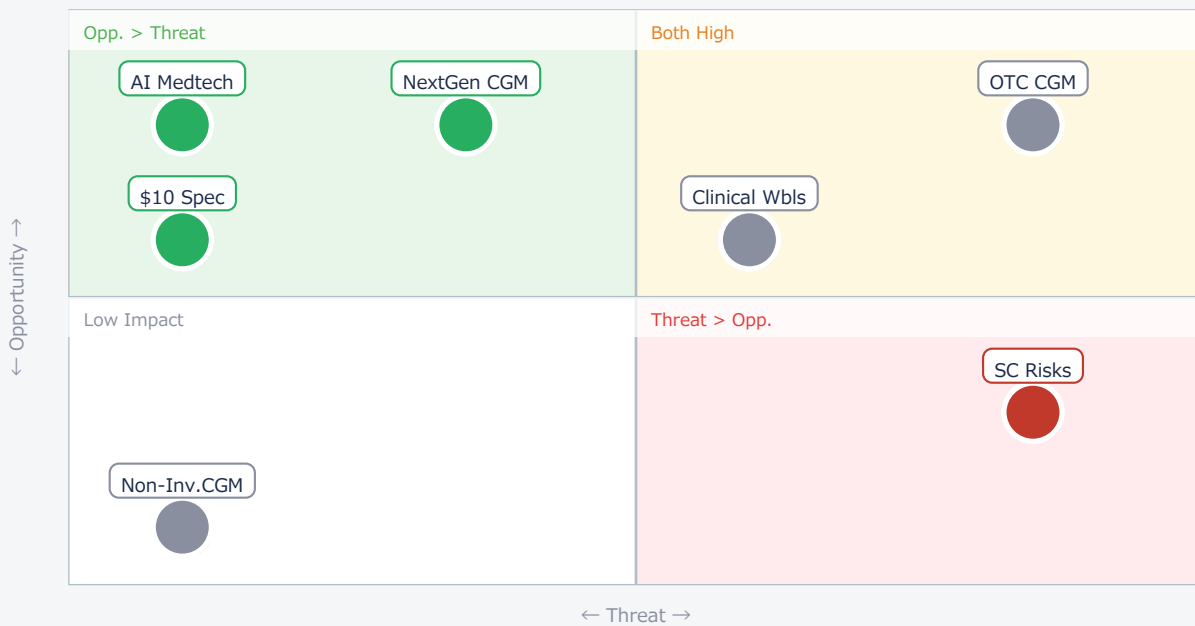 Opp. > Threat
Both High
AI Medtech
NextGen CGM
OTC CGM
$10 Spec
Clinical Wbls
← Opportunity →
Low Impact
Threat > Opp.
SC Risks
Non-Inv.CGM
← Threat →